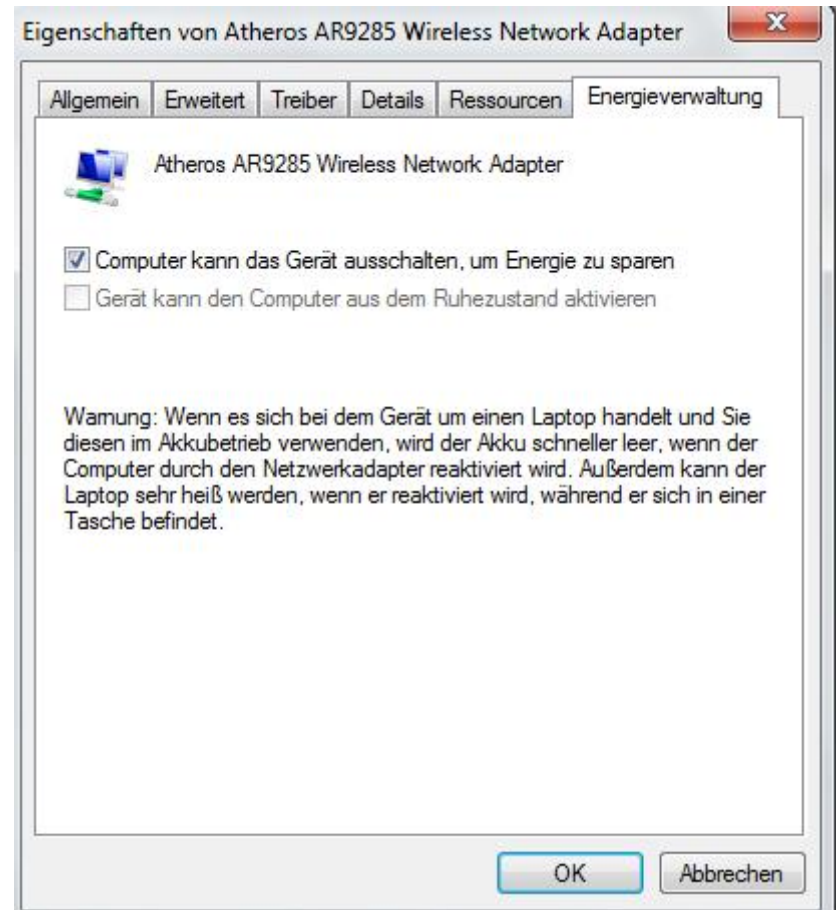 Eigenschaften von Atheros AR9285 Wireless Network Adapter
Allgemein Erweitert Treiber Details Ressourcen Energieverwaltung
Atheros AR9285 Wireless Network Adapter
Computer kann das Gerät ausschalten, um Energie zu sparen
Gerät kann den Computer aus dem Ruhezustand aktivieren
Warnung: Wenn es sich bei dem Gerät um einen Laptop handelt und Sie
diesen im Akkubetrieb verwenden, wird der Akku schneller leer, wenn der
Computer durch den Netzwerkadapter reaktiviert wird. Außerdem kann der
Laptop sehr heiß werden, wenn er reaktiviert wird, während er sich in einer
Tasche befindet.
OK Abbrechen